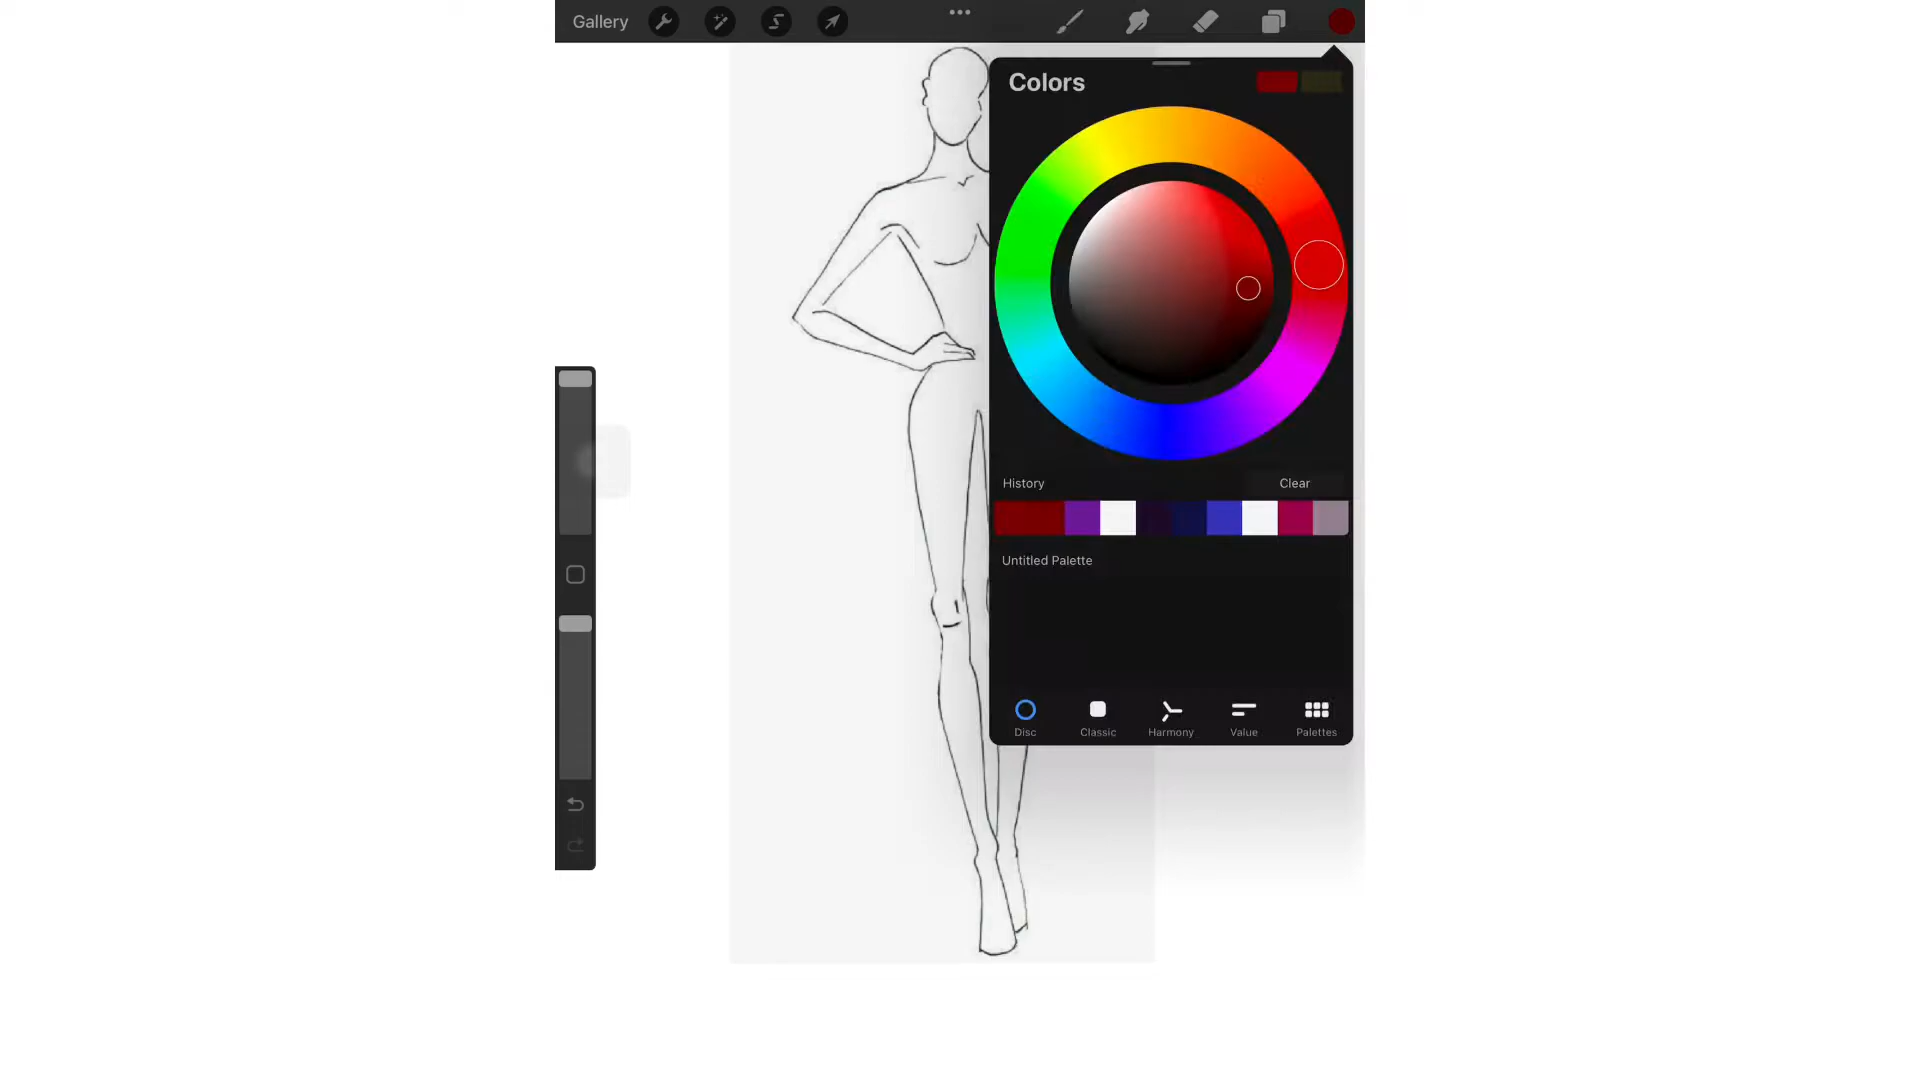 Gallery
Colors
History Clear
Untitled Palette
Disc Classic Harmony Value Palettes